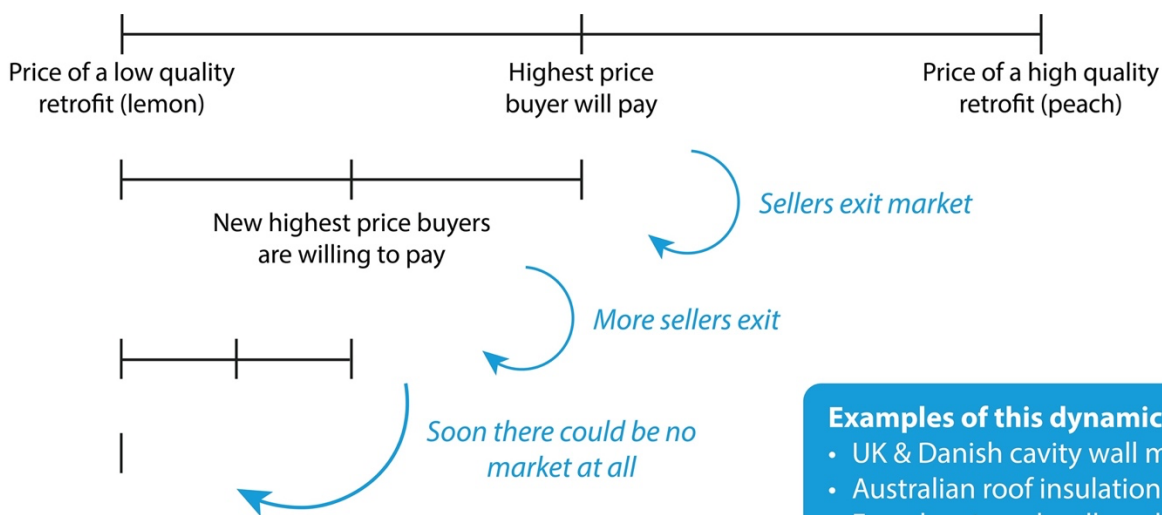 Price of a low quality
retrofit (lemon)
Highest price
buyer will pay
Price of a high quality
retrofit (peach)
Sellers exit market
New highest price buyers
are willing to pay
More sellers exit
Soon there could be no
market at all
Examples of this dynamic
• UK & Danish cavity wall m
• Australian roof insulation